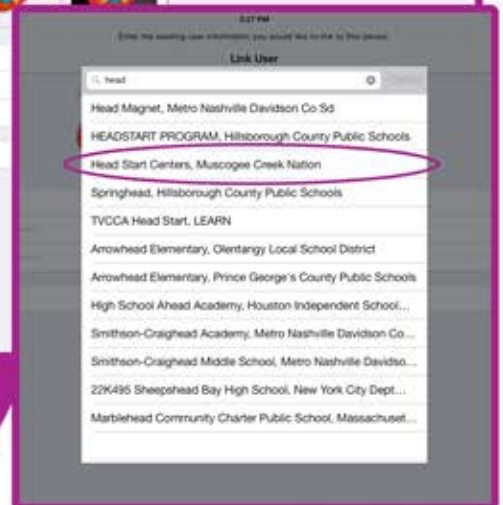 3:27 PM
Enter the existing user information you would like to link to this device.
Link User
head
Head Magnet, Metro Nashville Davidson Co Sd
HEADSTART PROGRAM, Hillsborough County Public Schools
Head Start Centers, Muscogee Creek Nation
Springhead, Hillsborough County Public Schools
TVCCA Head Start, LEARN
Arrowhead Elementary, Olentangy Local School District
Arrowhead Elementary, Prince George's County Public Schools
High School Ahead Academy, Houston Independent School...
Smithson-Craighead Academy, Metro Nashville Davidson Co...
Smithson-Craighead Middle School, Metro Nashville Davidso...
22K495 Sheepshead Bay High School, New York City Dept...
Marblehead Community Charter Public School, Massachuset...